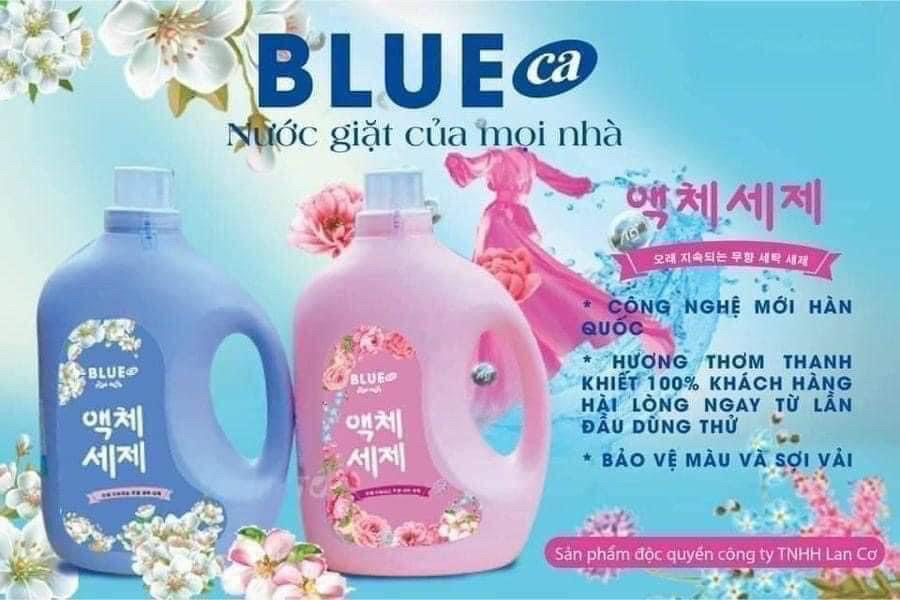 BLUE ca
Nước giặt của mọi nhà
액체세제
오래 지속되는 무향 세탁 세제
* CÔNG NGHỆ MỚI HÀN
QUỐC
* HƯƠNG THƠM THANH
KHIẾT 100% KHÁCH HÀNG
HÀI LÒNG NGAY TỪ LẦN
ĐẦU DÙNG THỬ
* BẢO VỆ MÀU VÃ SỢI VẢI
BLUE ca
액체
세제
BLUE ca
액체
세제
Sản phẩm độc quyền công ty TNHH Lan Cơ